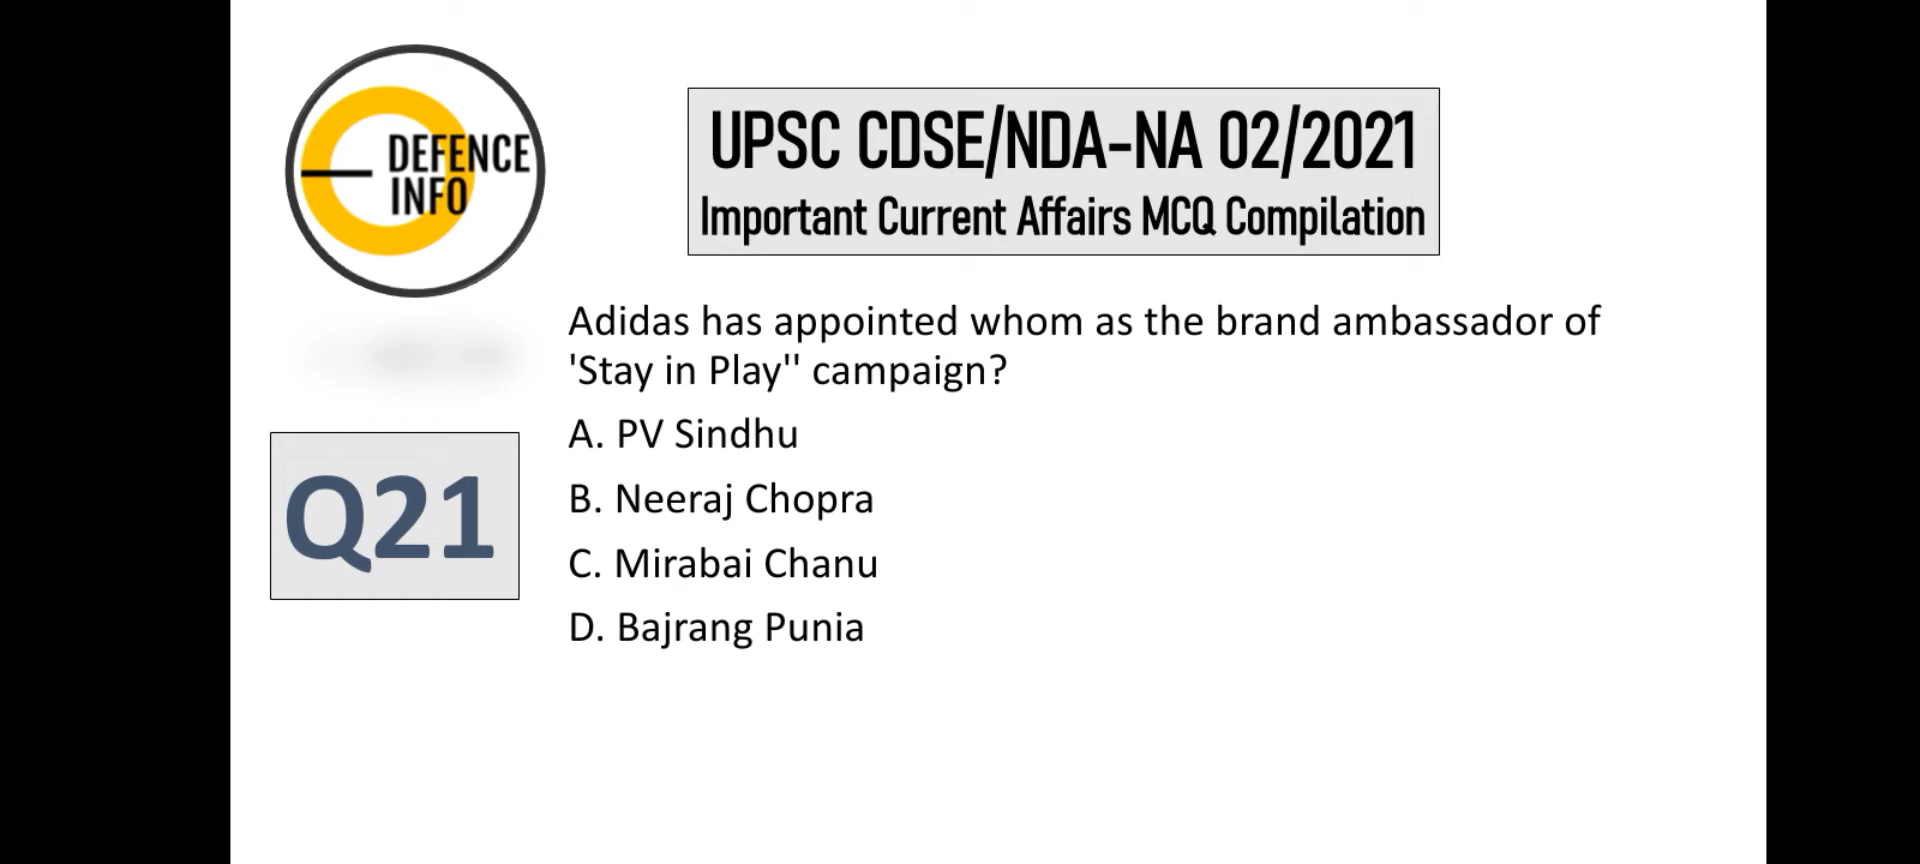 DEFENCE
INFO
UPSC CDSE/NDA-NA 02/2021
Important Current Affairs MCQ Compilation
Adidas has appointed whom as the brand ambassador of
'Stay in Play'' campaign?
A. PV Sindhu
B. Neeraj Chopra
C. Mirabai Chanu
D. Bajrang Punia
Q21